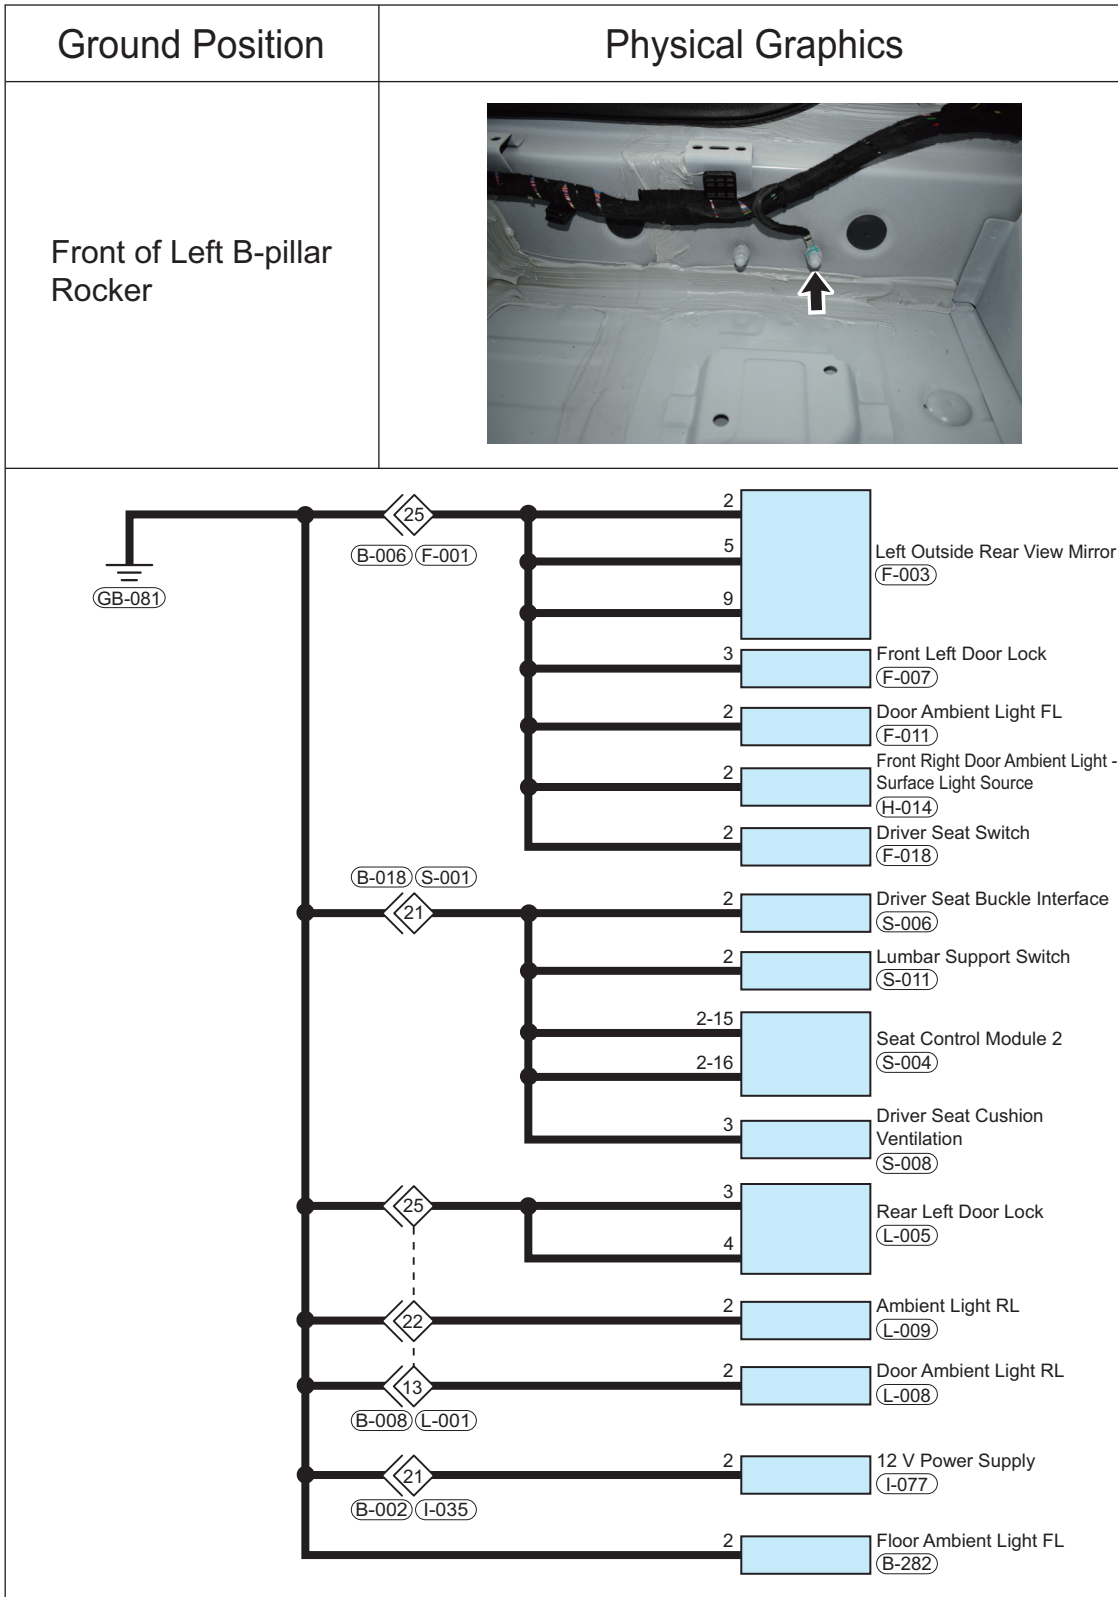 Ground Position
Physical Graphics
Front of Left B-pillar
Rocker
25
B-006 F-001
GB-081
2
5
9
Left Outside Rear View Mirror
F-003
3
Front Left Door Lock
F-007
2
Door Ambient Light FL
F-011
2
Front Right Door Ambient Light -
Surface Light Source
H-014
2
Driver Seat Switch
F-018
B-018 S-001
21
2
Driver Seat Buckle Interface
S-006
2
Lumbar Support Switch
S-011
2-15
2-16
Seat Control Module 2
S-004
3
Driver Seat Cushion
Ventilation
S-008
25
3
4
Rear Left Door Lock
L-005
22
2
Ambient Light RL
L-009
13
B-008 L-001
2
Door Ambient Light RL
L-008
21
B-002 I-035
2
12 V Power Supply
I-077
2
Floor Ambient Light FL
B-282